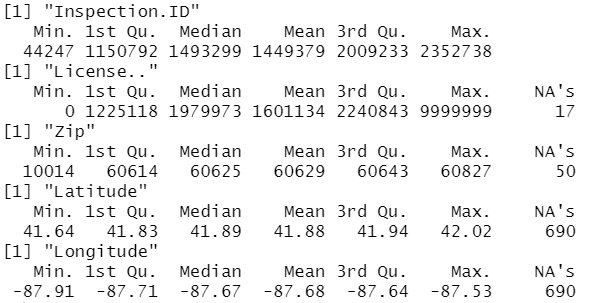 [1] "Inspection.ID"
Min. 1st Qu. Median Mean 3rd Qu. Max.
44247 1150792 1493299 1449379 2009233 2352738
[1] "License.."
Min. 1st Qu. Median Mean 3rd Qu. Max. NA's
0 1225118 1979973 1601134 2240843 9999999 17
[1] "Zip"
Min. 1st Qu. Median Mean 3rd Qu. Max. NA's
10014 60614 60625 60629 60643 60827 50
[1] "Latitude"
Min. 1st Qu. Median Mean 3rd Qu. Max. NA's
41.64 41.83 41.89 41.88 41.94 42.02 690
[1] "Longitude"
Min. 1st Qu. Median Mean 3rd Qu. Max. NA's
-87.91 -87.71 -87.67 -87.68 -87.64 -87.53 690